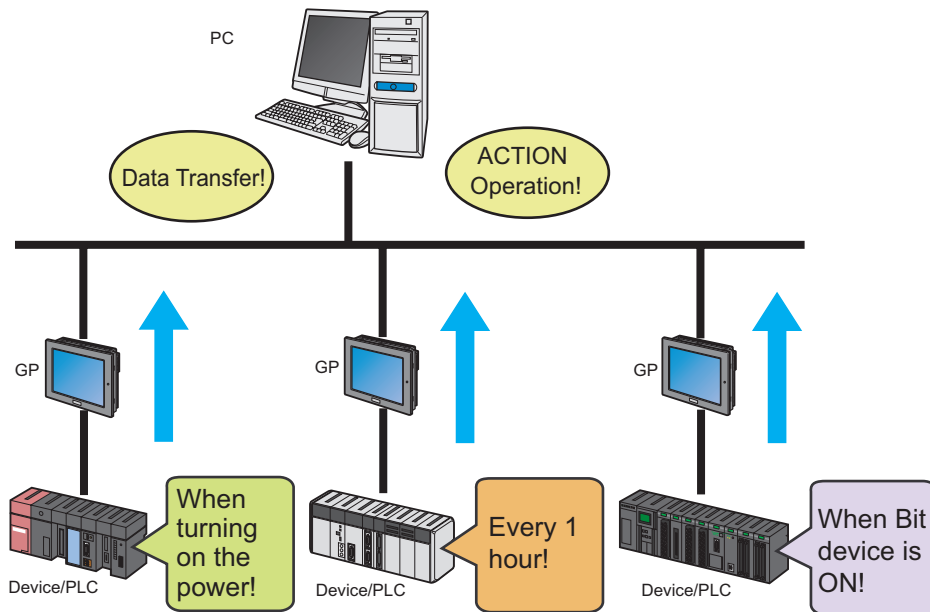 PC
Data Transfer!
ACTION
Operation!
GP
GP
GP
When
turning
on the
power!
Every 1
hour!
When Bit
device is
ON!
Device/PLC
Device/PLC
Device/PLC